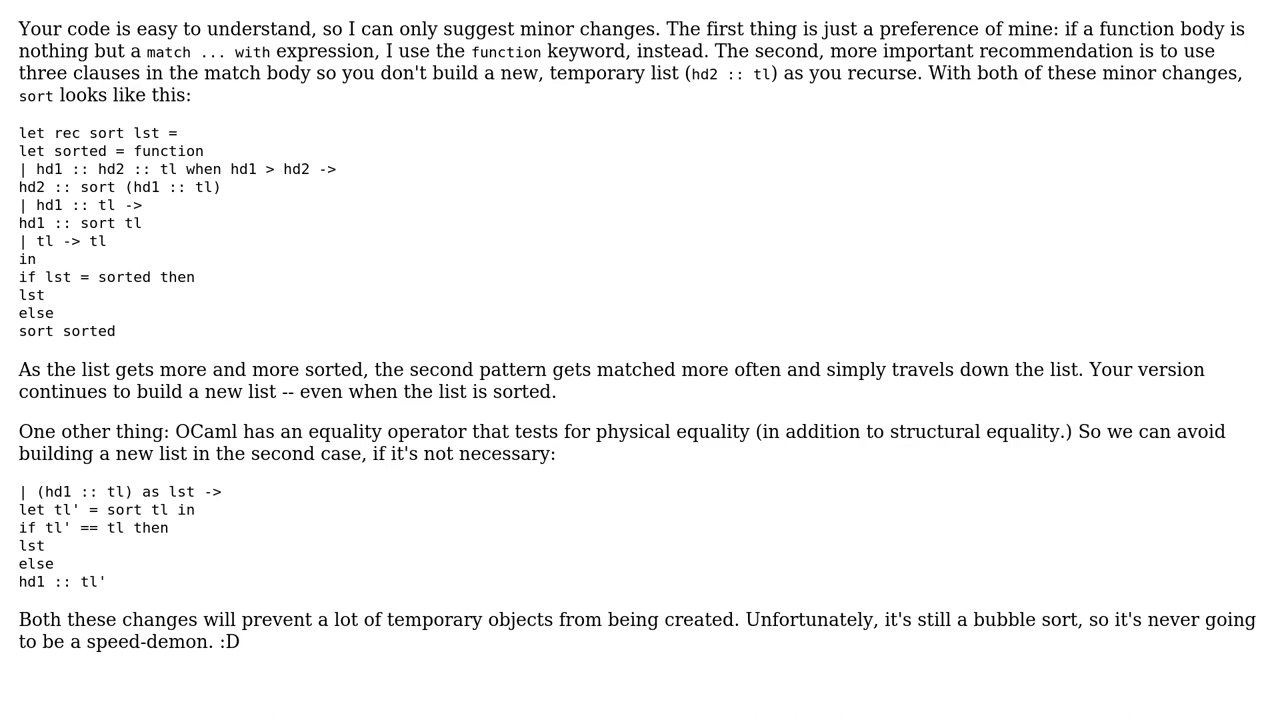 Your code is easy to understand, so I can only suggest minor changes. The first thing is just a preference of mine: if a function body is
nothing but a match ... with expression, I use the function keyword, instead. The second, more important recommendation is to use
three clauses in the match body so you don't build a new, temporary list (hd2 :: tl) as you recurse. With both of these minor changes,
sort looks like this:
let rec sort lst =
let sorted = function
| hd1 :: hd2 :: tl when hd1 > hd2 ->
hd2 :: sort (hd1 :: tl)
| hd1 :: tl ->
hd1 :: sort tl
| tl -> tl
in
if lst = sorted then
lst
else
sort sorted
As the list gets more and more sorted, the second pattern gets matched more often and simply travels down the list. Your version
continues to build a new list -- even when the list is sorted.
One other thing: OCaml has an equality operator that tests for physical equality (in addition to structural equality.) So we can avoid
building a new list in the second case, if it's not necessary:
| (hd1 :: tl) as lst ->
let tl' = sort tl in
if tl' == tl then
lst
else
hd1 :: tl'
Both these changes will prevent a lot of temporary objects from being created. Unfortunately, it's still a bubble sort, so it's never going
to be a speed-demon. :D